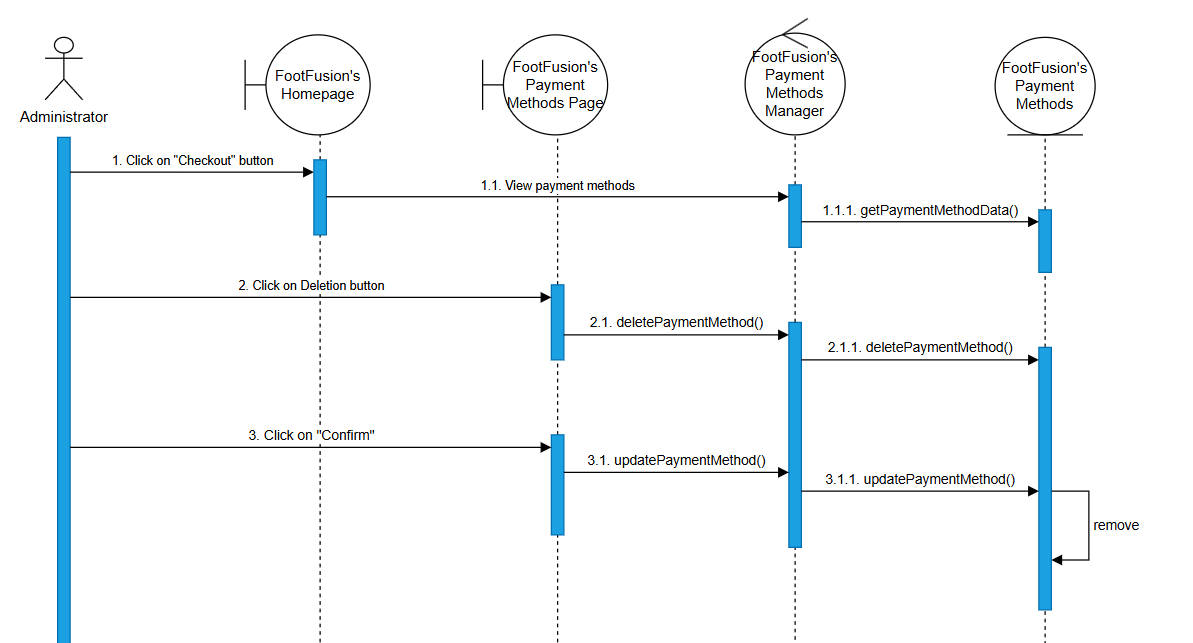 Administrator
FootFusion's
Homepage
FootFusion's
Payment
Methods Page
FootFusion's
Payment
Methods
Manager
FootFusion's
Payment
Methods
1. Click on "Checkout" button
1.1. View payment methods
1.1.1. getPaymentMethodData()
2. Click on Deletion button
2.1. deletePaymentMethod()
2.1.1. deletePaymentMethod()
3. Click on "Confirm"
3.1. updatePaymentMethod()
3.1.1. updatePaymentMethod()
remove